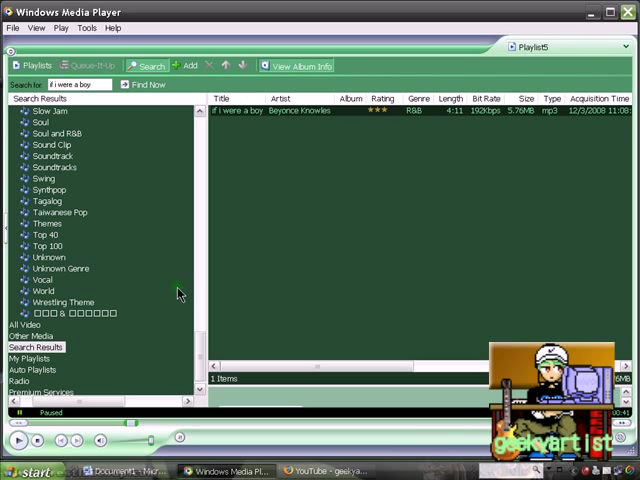 Windows Media Player
File View Play Tools Help
Playlist5
Playlists Queue-It-Up Search Add View Album Info
Search for: if i were a boy Find Now
Search Results
Title Artist Album Rating Genre Length Bit Rate Size Type Acquisition Time
if i were a boy Beyonce Knowles R&B 4:11 192Kbps 5.76MB mp3 12/3/2008 11:08:
Slow Jam
Soul
Soul and R&B
Sound Clip
Soundtrack
Soundtracks
Swing
Synthpop
Tagalog
Taiwanese Pop
Themes
Top 40
Top 100
Unknown
Unknown Genre
Vocal
World
Wrestling Theme
□□□ & □□□□□□
All Video
Other Media
Search Results
My Playlists
Auto Playlists
Radio
Premium Services
1 Items
Paused
geekyartist
start Document1 - Micr... Windows Media Pl... YouTube - geekya...